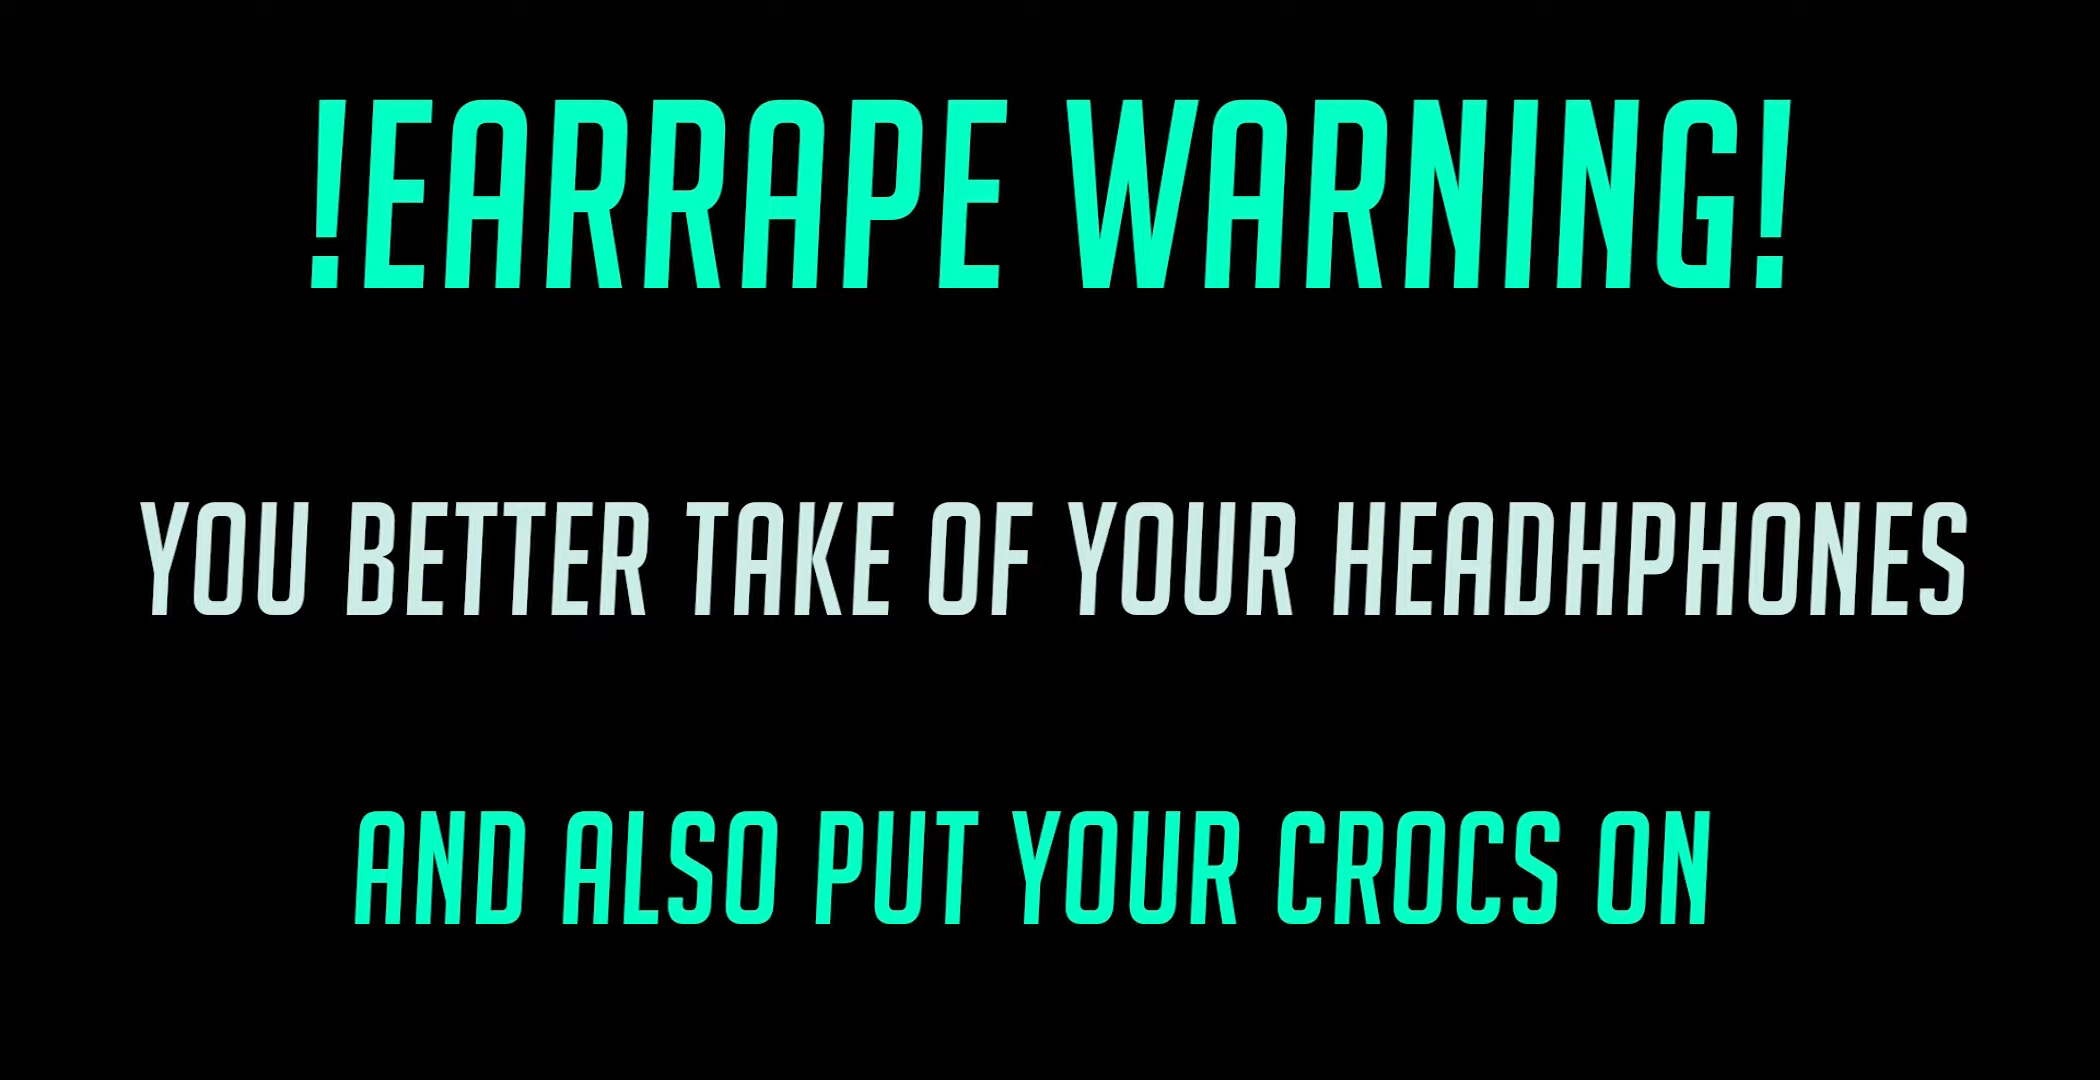 !EARRAPE WARNING!
YOU BETTER TAKE OF YOUR HEADHPHONES
AND ALSO PUT YOUR CROCS ON